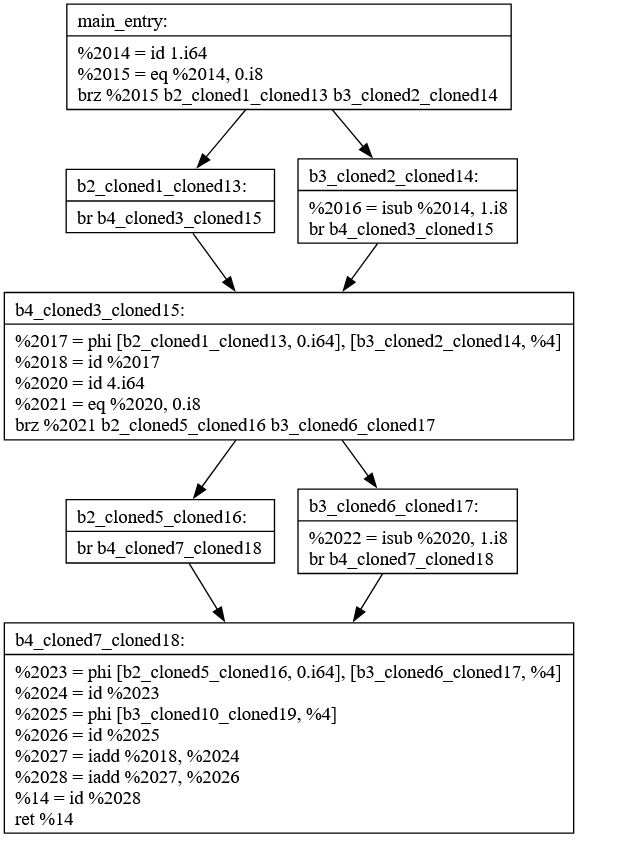 main_entry:
%2014 = id 1.i64
%2015 = eq %2014, 0.i8
brz %2015 b2_cloned1_cloned13 b3_cloned2_cloned14
b2_cloned1_cloned13:
br b4_cloned3_cloned15
b3_cloned2_cloned14:
%2016 = isub %2014, 1.i8
br b4_cloned3_cloned15
b4_cloned3_cloned15:
%2017 = phi [b2_cloned1_cloned13, 0.i64], [b3_cloned2_cloned14, %4]
%2018 = id %2017
%2020 = id 4.i64
%2021 = eq %2020, 0.i8
brz %2021 b2_cloned5_cloned16 b3_cloned6_cloned17
b2_cloned5_cloned16:
br b4_cloned7_cloned18
b3_cloned6_cloned17:
%2022 = isub %2020, 1.i8
br b4_cloned7_cloned18
b4_cloned7_cloned18:
%2023 = phi [b2_cloned5_cloned16, 0.i64], [b3_cloned6_cloned17, %4]
%2024 = id %2023
%2025 = phi [b3_cloned10_cloned19, %4]
%2026 = id %2025
%2027 = iadd %2018, %2024
%2028 = iadd %2027, %2026
%14 = id %2028
ret %14